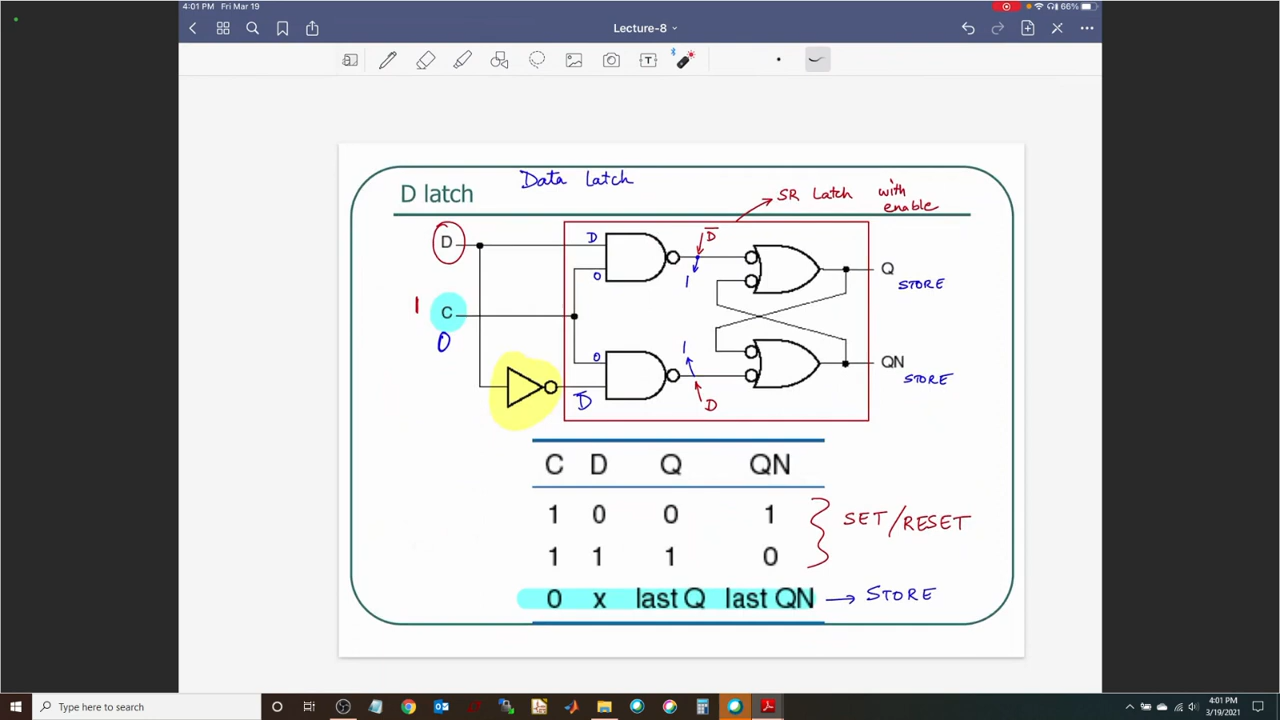 4:01 PM Fri Mar 19
66%
Lecture-8
T
D latch
Data latch
SR Latch with enable
D
D
D̅
0
1
Q
STORE
1
C
0
0
1
QN
STORE
D̅
D
C D Q QN
1 0 0 1
1 1 1 0
SET/RESET
0 x last Q last QN → STORE
Type here to search
4:01 PM
3/19/2021